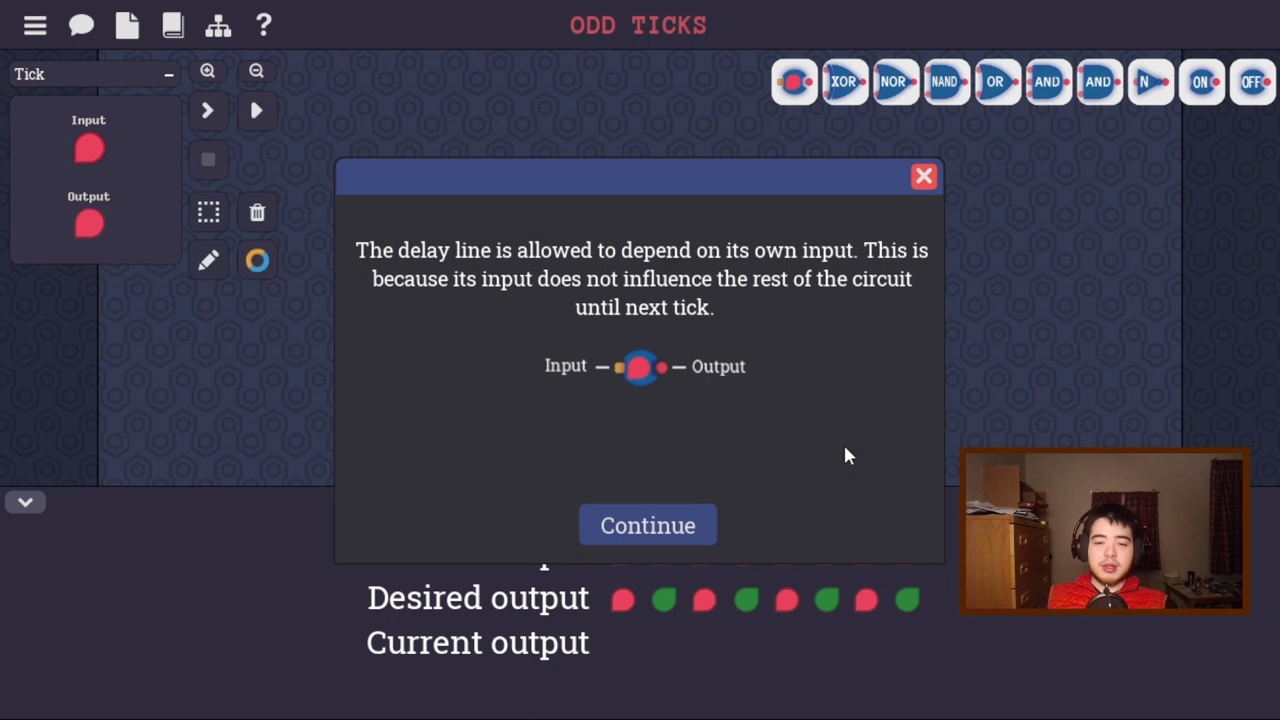 ?
ODD TICKS
Tick
XOR
NOR
NAND
OR
AND
AND
N
ON
OFF
Input
Output
The delay line is allowed to depend on its own input. This is
because its input does not influence the rest of the circuit
until next tick.
Input
Output
Continue
Desired output
Current output